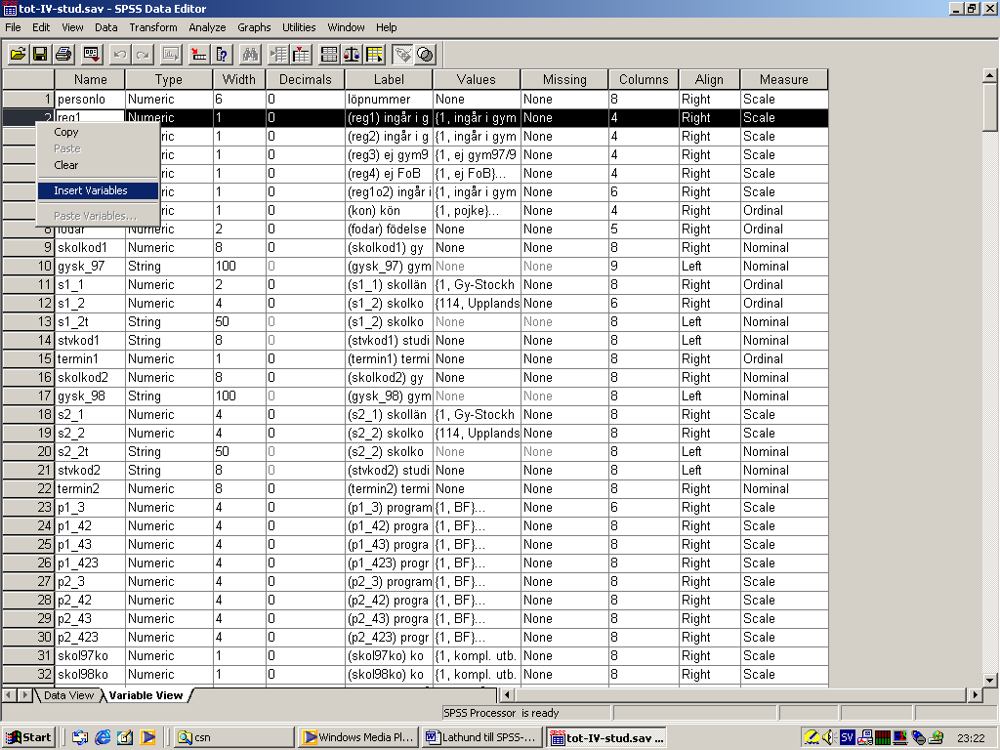 tot-IV-stud.sav - SPSS Data Editor
File Edit View Data Transform Analyze Graphs Utilities Window Help
Name Type Width Decimals Label Values Missing Columns Align Measure
1 personlo Numeric 6 0 löpnummer None None 8 Right Scale
2 reg1 Numeric 1 0 (reg1) ingår i g {1, ingår i gym None 4 Right Scale
Copy 1 0 (reg2) ingår i g {1, ingår i gym None 4 Right Scale
Paste 1 0 (reg3) ej gym9 {1, ej gym97/9 None 4 Right Scale
Clear 1 0 (reg4) ej FoB {1, ej FoB}... None 4 Right Scale
Insert Variables 1 0 (reg1o2) ingår i {1, ingår i gym None 6 Right Scale
Paste Variables... 1 0 (kon) kön {1, pojke}... None 4 Right Ordinal
8 fodar Numeric 2 0 (fodar) födelse None None 5 Right Ordinal
9 skolkod1 Numeric 8 0 (skolkod1) gy None None 8 Right Nominal
10 gysk_97 String 100 0 (gysk_97) gym None None 9 Left Nominal
11 s1_1 Numeric 2 0 (s1_1) skollän {1, Gy-Stockh None 8 Right Ordinal
12 s1_2 Numeric 4 0 (s1_2) skolko {114, Upplands None 6 Right Ordinal
13 s1_2t String 50 0 (s1_2) skolko None None 8 Left Nominal
14 stvkod1 String 8 0 (stvkod1) studi None None 8 Left Nominal
15 termin1 Numeric 1 0 (termin1) termi None None 8 Right Ordinal
16 skolkod2 Numeric 8 0 (skolkod2) gy None None 8 Right Nominal
17 gysk_98 String 100 0 (gysk_98) gym None None 8 Left Nominal
18 s2_1 Numeric 4 0 (s2_1) skollän {1, Gy-Stockh None 8 Right Scale
19 s2_2 Numeric 4 0 (s2_2) skolko {114, Upplands None 8 Right Scale
20 s2_2t String 50 0 (s2_2) skolko None None 8 Left Nominal
21 stvkod2 String 8 0 (stvkod2) studi None None 8 Left Nominal
22 termin2 Numeric 8 0 (termin2) termi None None 8 Right Nominal
23 p1_3 Numeric 4 0 (p1_3) program {1, BF}... None 6 Right Scale
24 p1_42 Numeric 4 0 (p1_42) progra {1, BF}... None 8 Right Scale
25 p1_43 Numeric 4 0 (p1_43) progra {1, BF}... None 8 Right Scale
26 p1_423 Numeric 4 0 (p1_423) progr {1, BF}... None 8 Right Scale
27 p2_3 Numeric 4 0 (p2_3) program {1, BF}... None 8 Right Scale
28 p2_42 Numeric 4 0 (p2_42) progra {1, BF}... None 8 Right Scale
29 p2_43 Numeric 4 0 (p2_43) progra {1, BF}... None 8 Right Scale
30 p2_423 Numeric 4 0 (p2_423) progr {1, BF}... None 8 Right Scale
31 skol97ko Numeric 1 0 (skol97ko) ko {1, kompl. utb. None 8 Right Scale
32 skol98ko Numeric 1 0 (skol98ko) ko {1, kompl. utb. None 8 Right Scale
Data View Variable View
SPSS Processor is ready
Start csn Windows Media Pl... Lathund till SPSS-... tot-IV-stud.sav ... SV 23:22